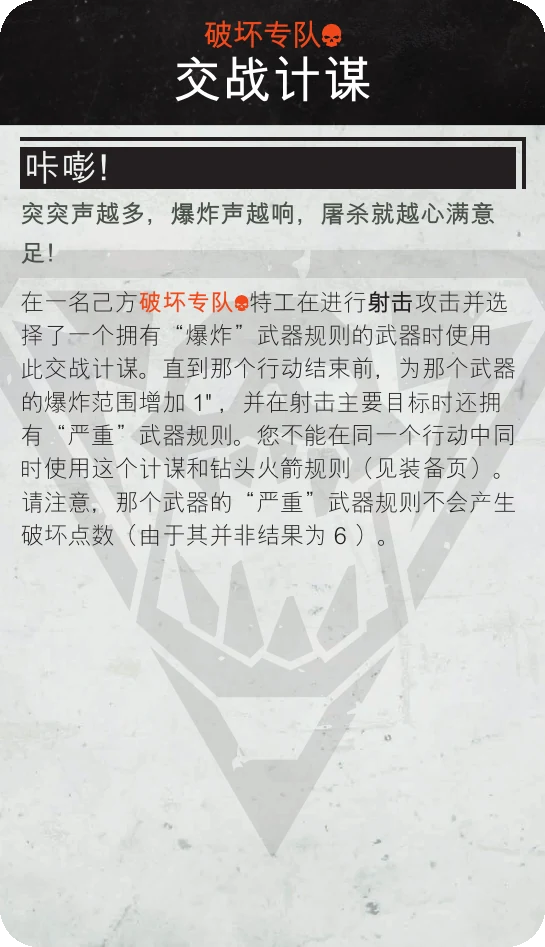 破坏专队
交战计谋
咔嘭!
突突声越多，爆炸声越响，屠杀就越心满意
足!
在一名己方破坏专队特工在进行射击攻击并选
择了一个拥有“爆炸”武器规则的武器时使用
此交战计谋。直到那个行动结束前，为那个武器
的爆炸范围增加 1"，并在射击主要目标时还拥
有“严重”武器规则。您不能在同一个行动中同
时使用这个计谋和钻头火箭规则（见装备页）。
请注意，那个武器的“严重”武器规则不会产生
破坏点数（由于其并非结果为 6 ）。